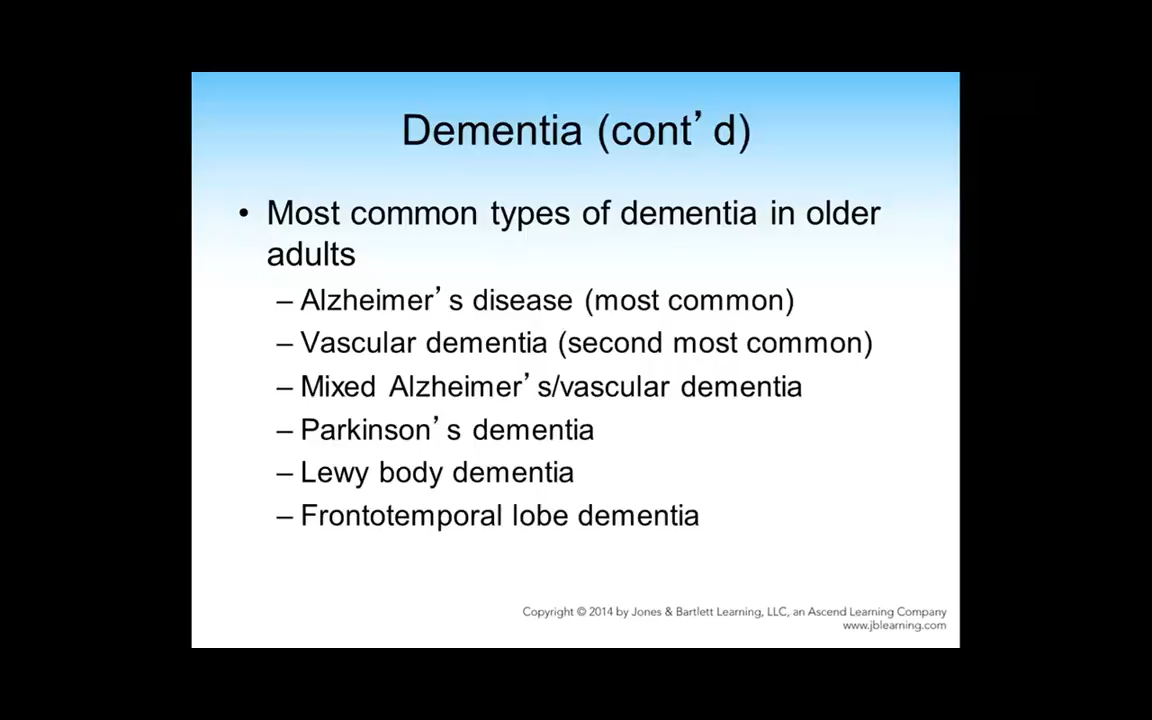 Dementia (cont’d)
• Most common types of dementia in older
adults
– Alzheimer’s disease (most common)
– Vascular dementia (second most common)
– Mixed Alzheimer’s/vascular dementia
– Parkinson’s dementia
– Lewy body dementia
– Frontotemporal lobe dementia
Copyright © 2014 by Jones & Bartlett Learning, LLC, an Ascend Learning Company
www.jblearning.com